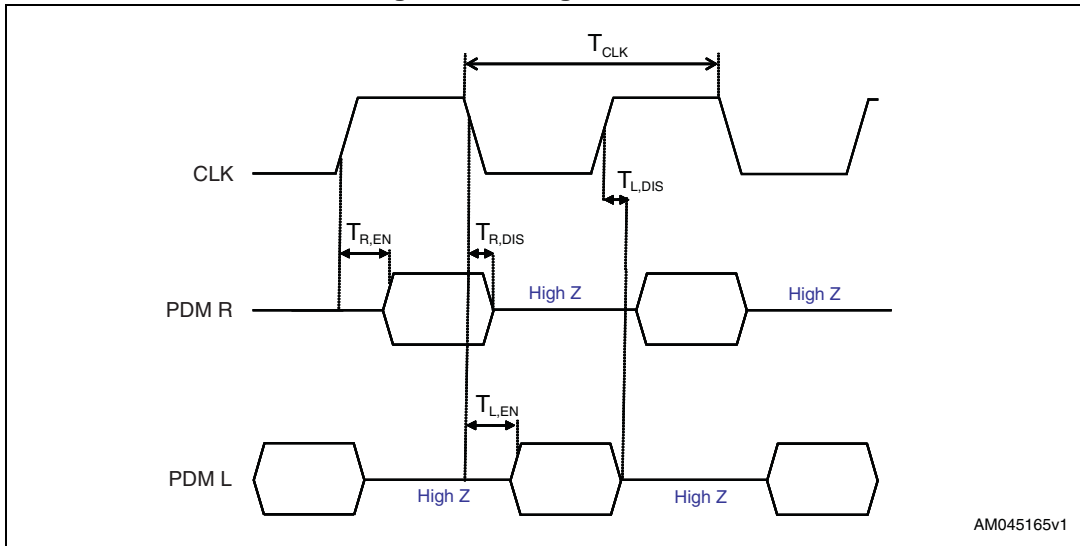 T_CLK
CLK
T_L,DIS
T_R,EN
T_R,DIS
PDM R
High Z
High Z
T_L,EN
PDM L
High Z
High Z
AM045165v1